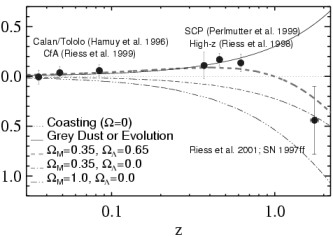 0.5
SCP (Perlmutter et al. 1999)
Calan/Tololo (Hamuy et al. 1996)
High-z (Riess et al. 1998)
CfA (Riess et al. 1999)
0.0
Coasting (Ω=0)
Grey Dust or Evolution
0.5
Ω_M=0.35, Ω_Λ=0.65
Ω_M=0.35, Ω_Λ=0.0
Riess et al. 2001; SN 1997ff
1.0
Ω_M=1.0, Ω_Λ=0.0
0.1
1.0
z